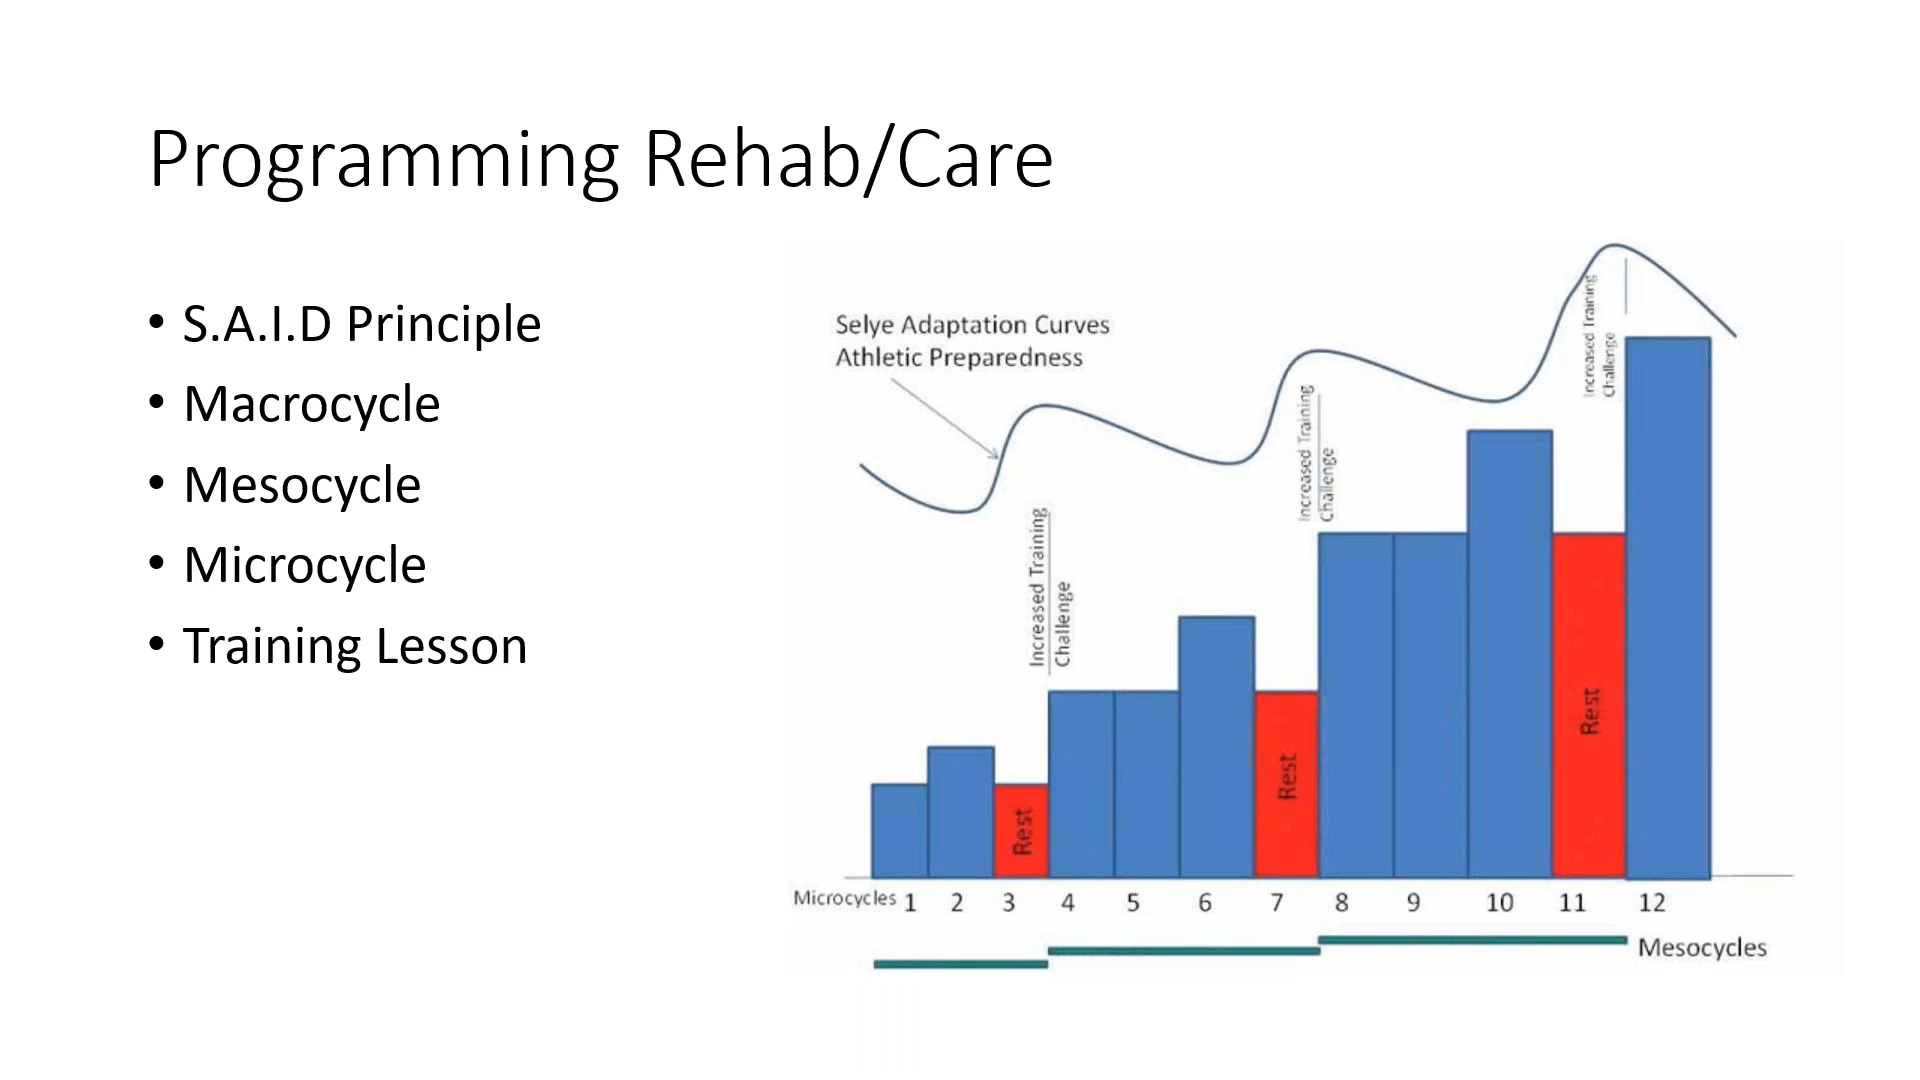 Programming Rehab/Care
• S.A.I.D Principle
• Macrocycle
• Mesocycle
• Microcycle
• Training Lesson
Selye Adaptation Curves
Athletic Preparedness
Increased Training
Challenge
Increased Training
Challenge
Increased Training
Challenge
Rest
Rest
Rest
Microcycles 1 2 3 4 5 6 7 8 9 10 11 12
Mesocycles